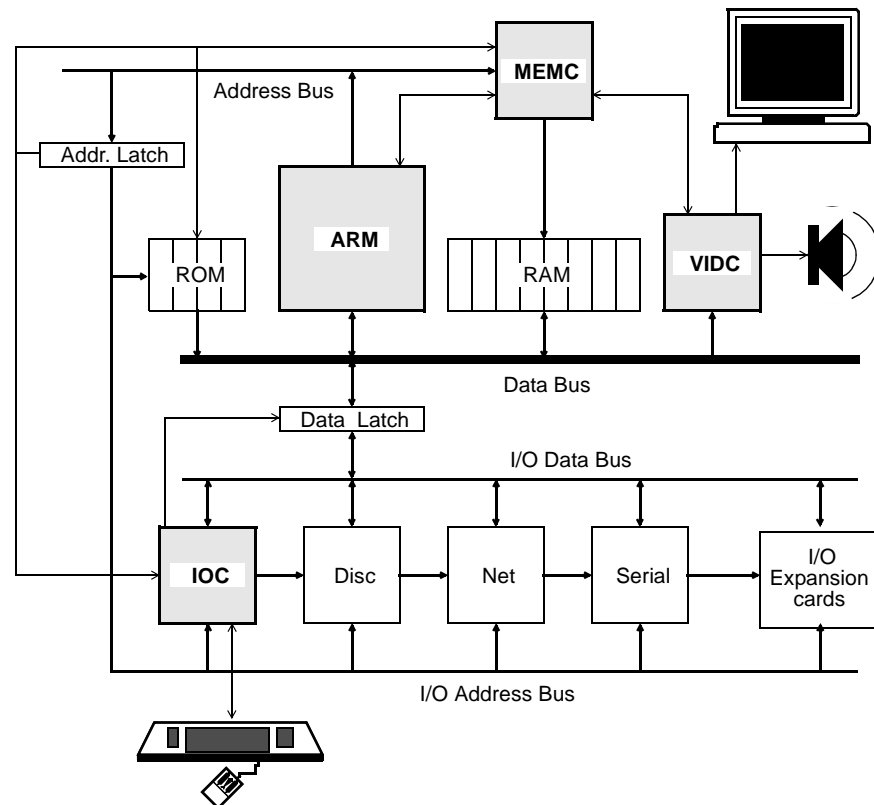 MEMC
Address Bus
Addr. Latch
ARM
ROM
RAM
VIDC
Data Bus
Data Latch
I/O Data Bus
IOC
Disc
Net
Serial
I/O
Expansion
cards
I/O Address Bus